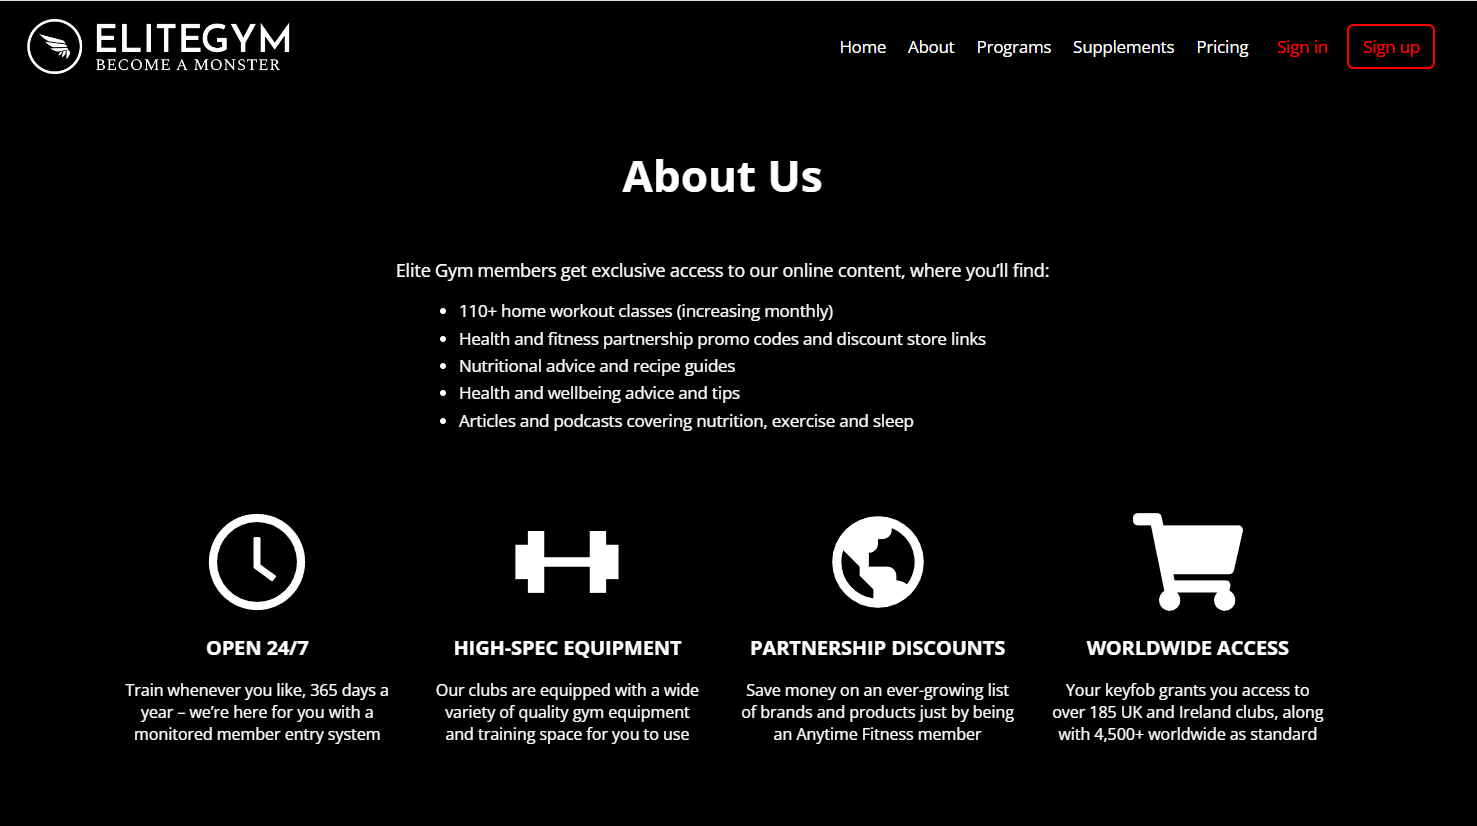 ELITEGYM
BECOME A MONSTER
Home About Programs Supplements Pricing Sign in Sign up
About Us
Elite Gym members get exclusive access to our online content, where you’ll find:
• 110+ home workout classes (increasing monthly)
• Health and fitness partnership promo codes and discount store links
• Nutritional advice and recipe guides
• Health and wellbeing advice and tips
• Articles and podcasts covering nutrition, exercise and sleep
OPEN 24/7
Train whenever you like, 365 days a
year – we’re here for you with a
monitored member entry system
HIGH-SPEC EQUIPMENT
Our clubs are equipped with a wide
variety of quality gym equipment
and training space for you to use
PARTNERSHIP DISCOUNTS
Save money on an ever-growing list
of brands and products just by being
an Anytime Fitness member
WORLDWIDE ACCESS
Your keyfob grants you access to
over 185 UK and Ireland clubs, along
with 4,500+ worldwide as standard